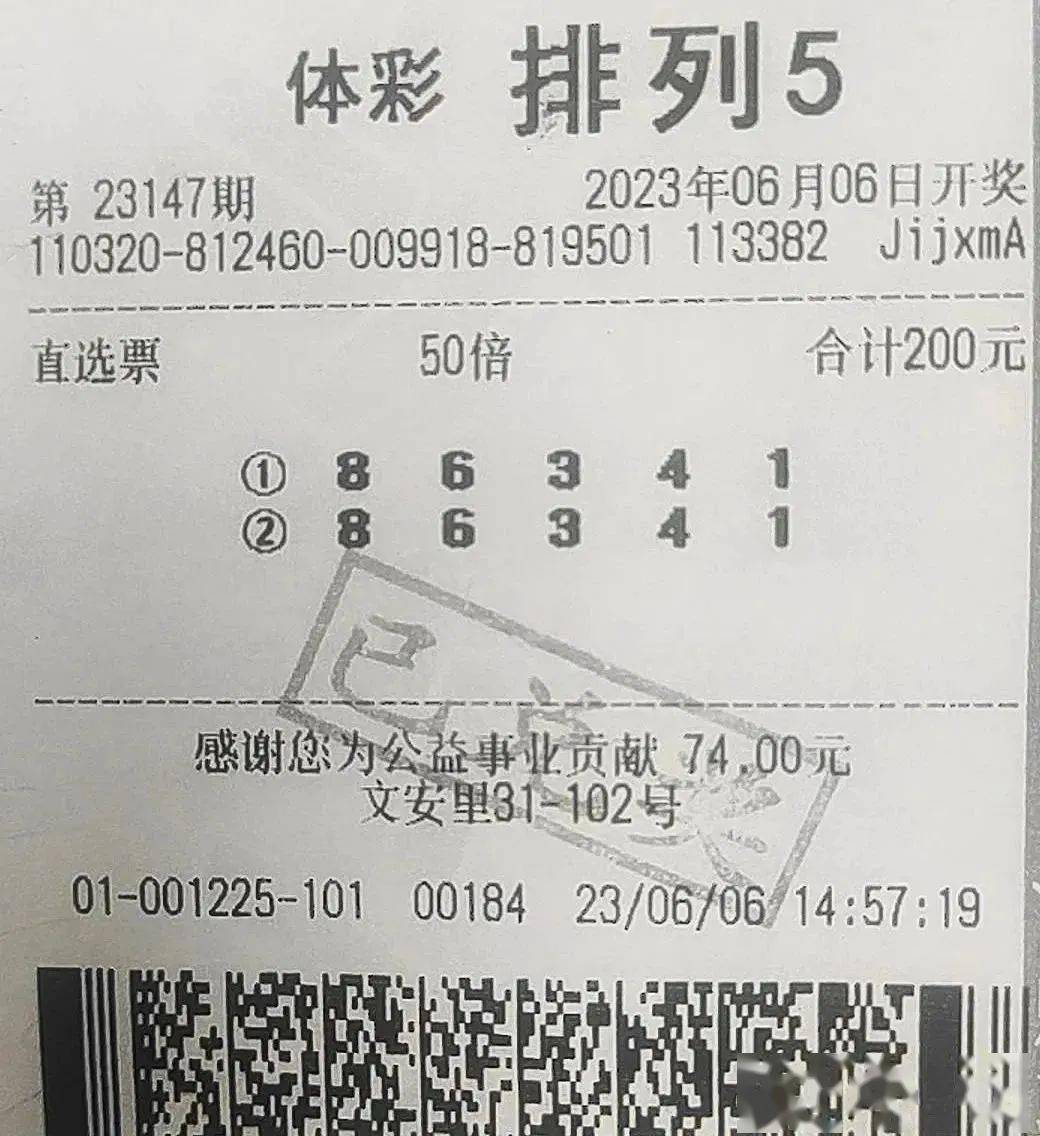 体彩 排列5
第 23147期 2023年06月06日开奖
110320-812460-009918-819501 113382 JijxmA
直选票 50倍 合计200元
① 8 6 3 4 1
② 8 6 3 4 1
已兑奖
感谢您为公益事业贡献 74.00元
文安里31-102号
01-001225-101 00184 23/06/06 14:57:19